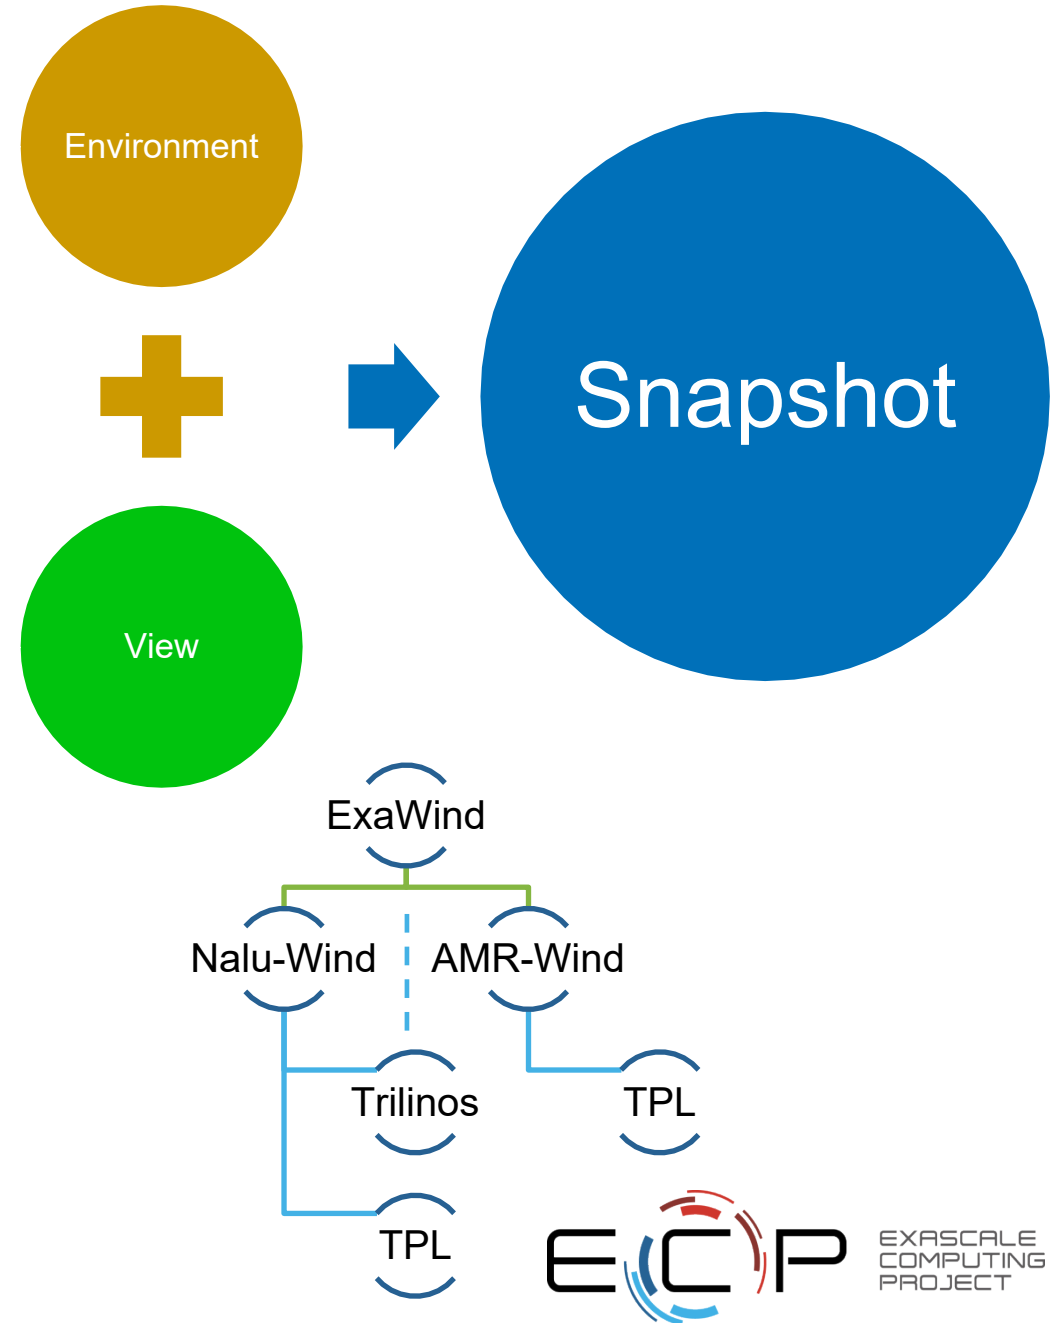 Environment
Snapshot
View
ExaWind
Nalu-Wind
AMR-Wind
Trilinos
TPL
TPL
ECP
EXASCALE
COMPUTING
PROJECT